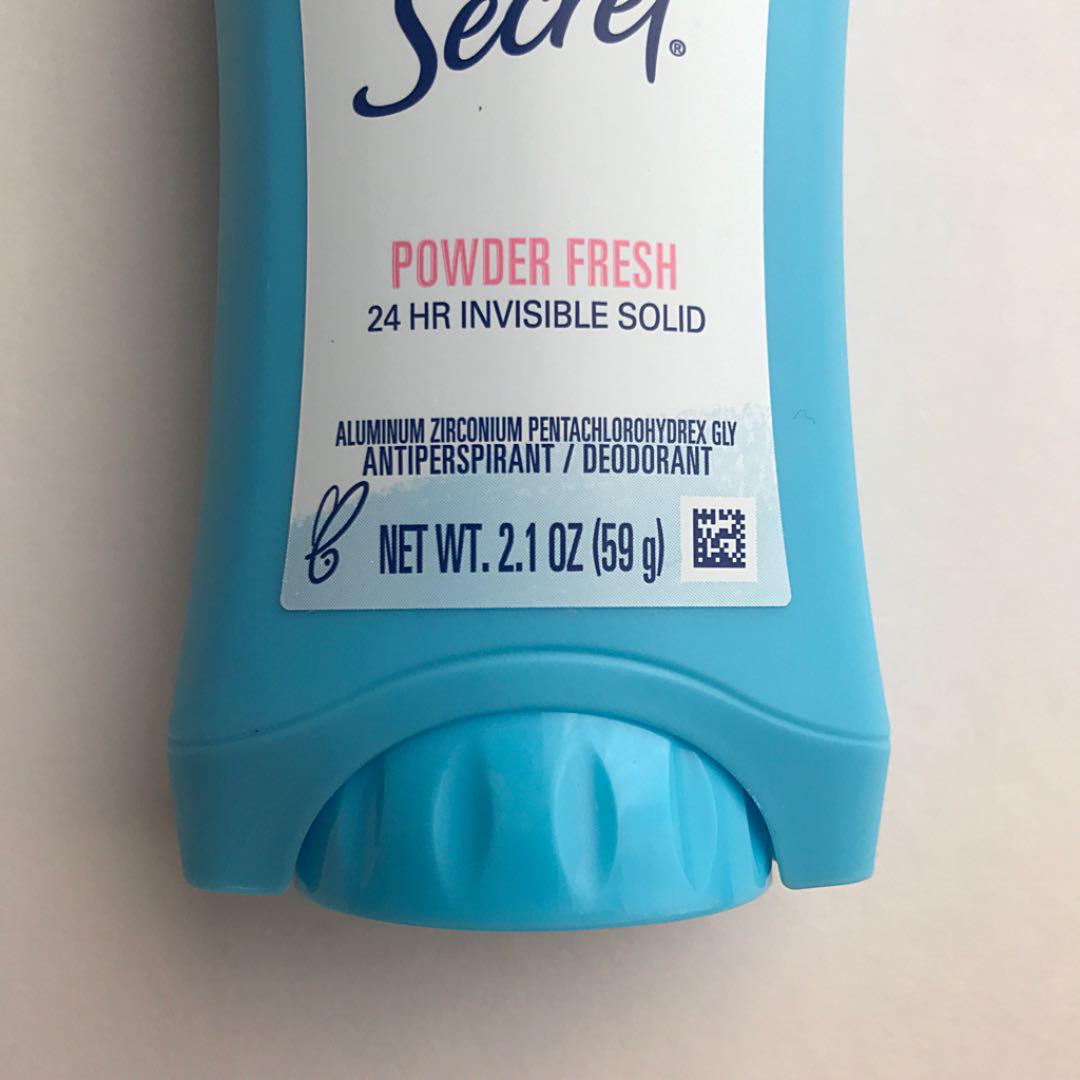 Secret®
POWDER FRESH
24 HR INVISIBLE SOLID
ALUMINUM ZIRCONIUM PENTACHLOROHYDREX GLY
ANTIPERSPIRANT / DEODORANT
NET WT. 2.1 OZ (59 g)